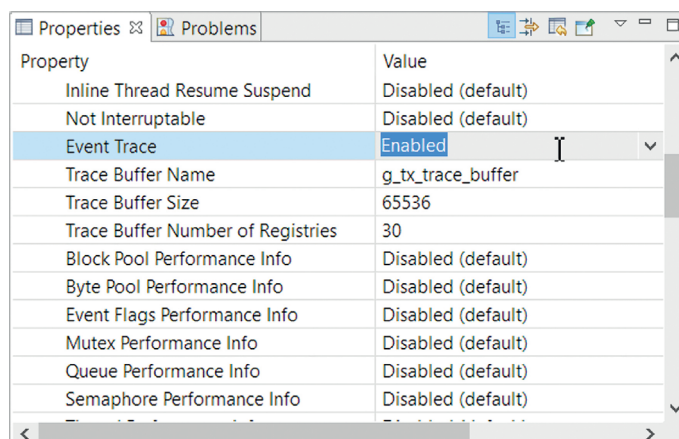 Properties Problems
Property Value
Inline Thread Resume Suspend Disabled (default)
Not Interruptable Disabled (default)
Event Trace Enabled
Trace Buffer Name g_tx_trace_buffer
Trace Buffer Size 65536
Trace Buffer Number of Registries 30
Block Pool Performance Info Disabled (default)
Byte Pool Performance Info Disabled (default)
Event Flags Performance Info Disabled (default)
Mutex Performance Info Disabled (default)
Queue Performance Info Disabled (default)
Semaphore Performance Info Disabled (default)